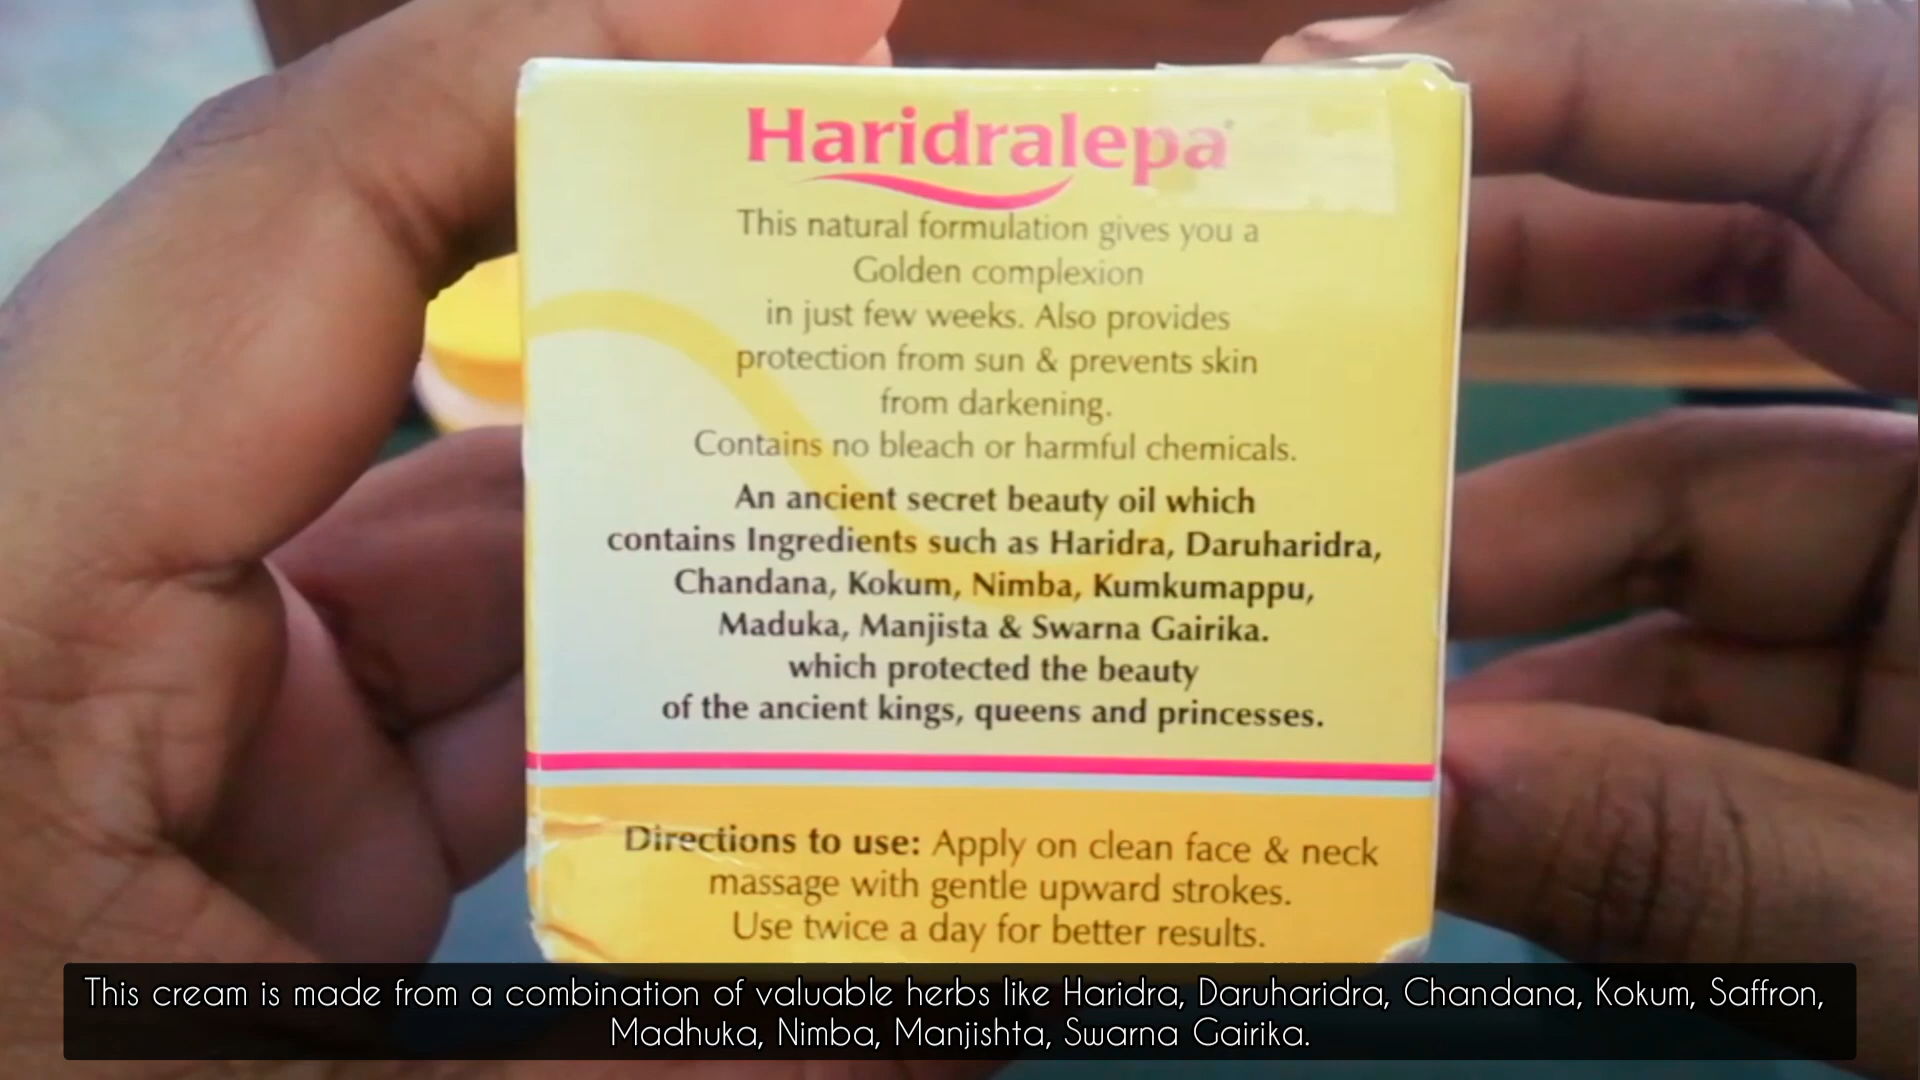 Haridralepa
This natural formulation gives you a
Golden complexion
in just few weeks. Also provides
protection from sun & prevents skin
from darkening.
Contains no bleach or harmful chemicals.
An ancient secret beauty oil which
contains Ingredients such as Haridra, Daruharidra,
Chandana, Kokum, Nimba, Kumkumappu,
Maduka, Manjista & Swarna Gairika.
which protected the beauty
of the ancient kings, queens and princesses.
Directions to use: Apply on clean face & neck
massage with gentle upward strokes.
Use twice a day for better results.
This cream is made from a combination of valuable herbs like Haridra, Daruharidra, Chandana, Kokum, Saffron,
Madhuka, Nimba, Manjishta, Swarna Gairika.